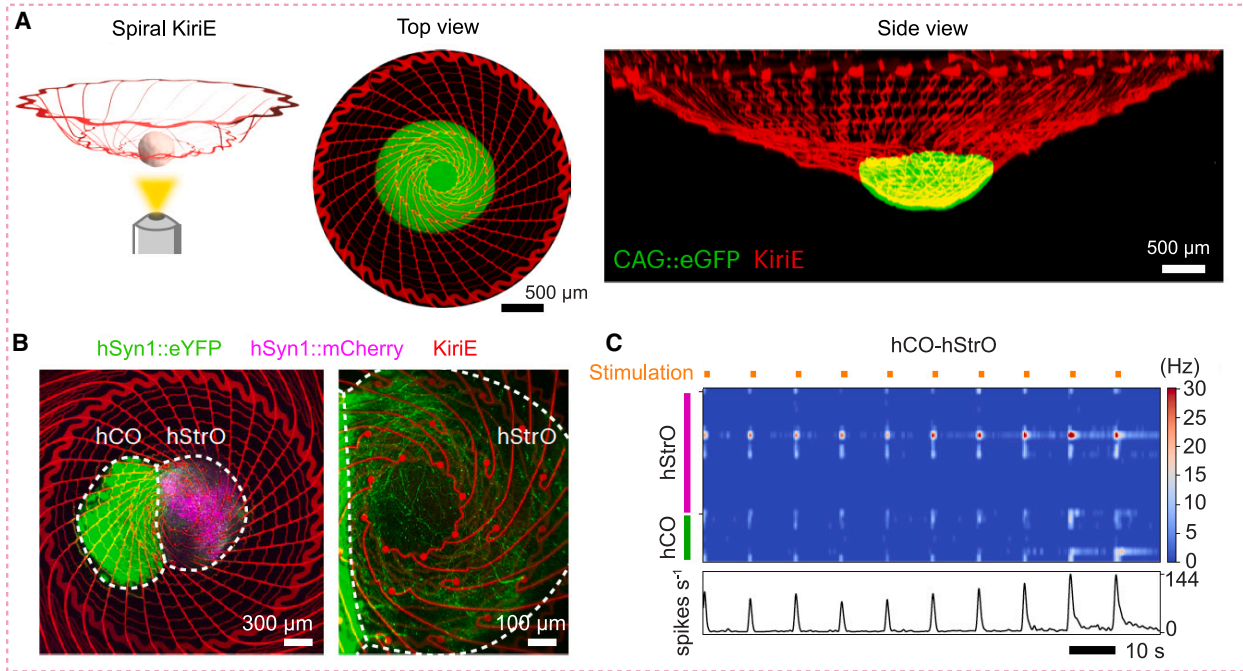 A
Spiral KiriE
Top view
Side view
500 µm
CAG::eGFP KiriE
500 µm
B
hSyn1::eYFP hSyn1::mCherry KiriE
hCO hStrO
300 µm
hStrO
100 µm
C
hCO-hStrO
Stimulation
(Hz)
30
25
20
15
10
5
0
hStrO
hCO
spikes s⁻¹
144
0
10 s